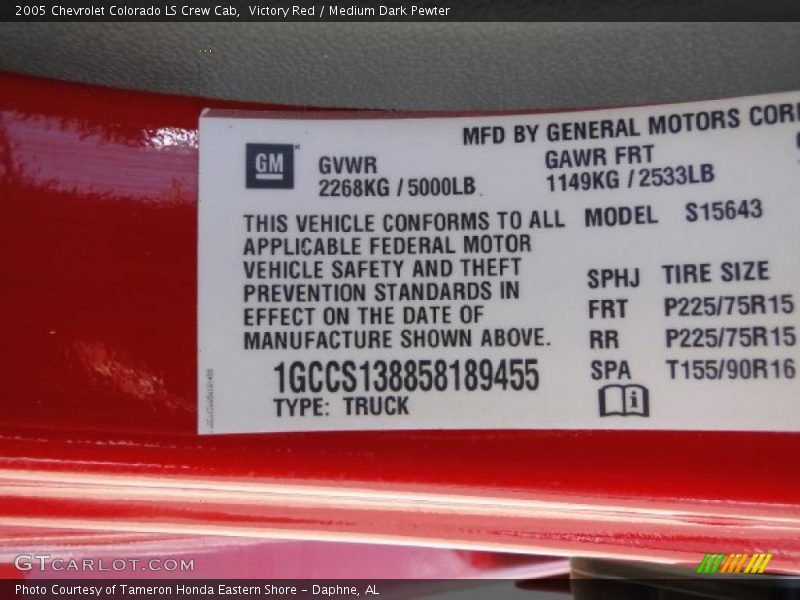 2005 Chevrolet Colorado LS Crew Cab,  Victory Red / Medium Dark Pewter
MFD BY GENERAL MOTORS CORP
GM
GVWR
2268KG / 5000LB
GAWR FRT
1149KG / 2533LB
THIS VEHICLE CONFORMS TO ALL
APPLICABLE FEDERAL MOTOR
VEHICLE SAFETY AND THEFT
PREVENTION STANDARDS IN
EFFECT ON THE DATE OF
MANUFACTURE SHOWN ABOVE.
1GCCS138858189455
TYPE: TRUCK
MODEL S15643
SPHJ TIRE SIZE
FRT P225/75R15
RR P225/75R15
SPA T155/90R16
i
GTCARLOT.COM
Photo Courtesy of Tameron Honda Eastern Shore - Daphne, AL